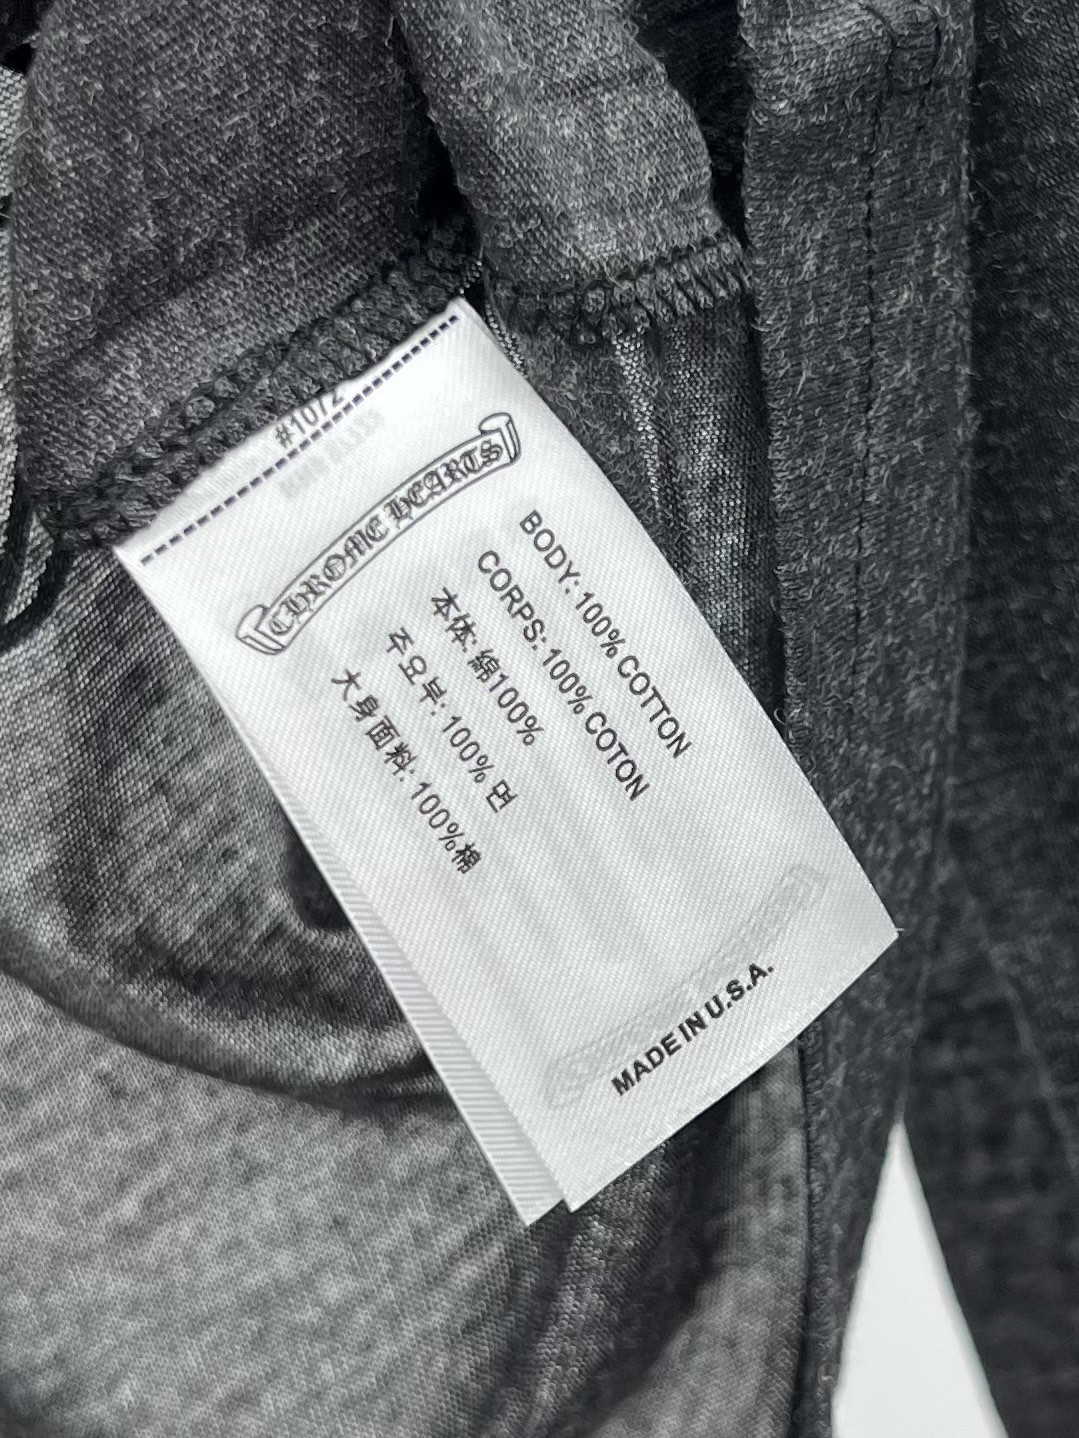 #1072
CHROME HEARTS
BODY: 100% COTTON
CORPS: 100% COTON
本体: 綿100%
주요부: 100% 면
大身面料: 100%棉
MADE IN U.S.A.